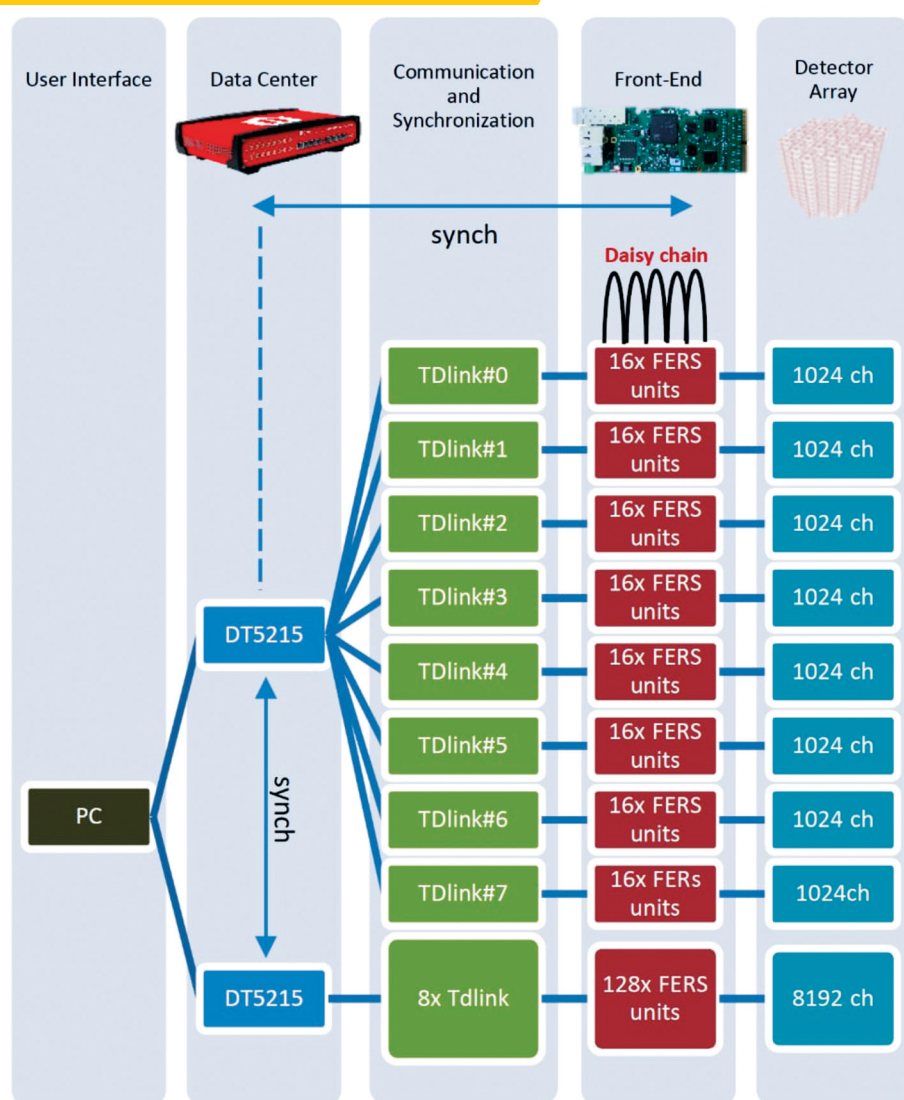 User Interface
Data Center
Communication
and
Synchronization
Front-End
Detector
Array
synch
Daisy chain
TDlink#0
16x FERS
units
1024 ch
TDlink#1
16x FERS
units
1024 ch
TDlink#2
16x FERS
units
1024 ch
TDlink#3
16x FERS
units
1024 ch
DT5215
TDlink#4
16x FERS
units
1024 ch
TDlink#5
16x FERS
units
1024 ch
synch
PC
TDlink#6
16x FERS
units
1024 ch
TDlink#7
16x FERs
units
1024ch
DT5215
8x Tdlink
128x FERS
units
8192 ch